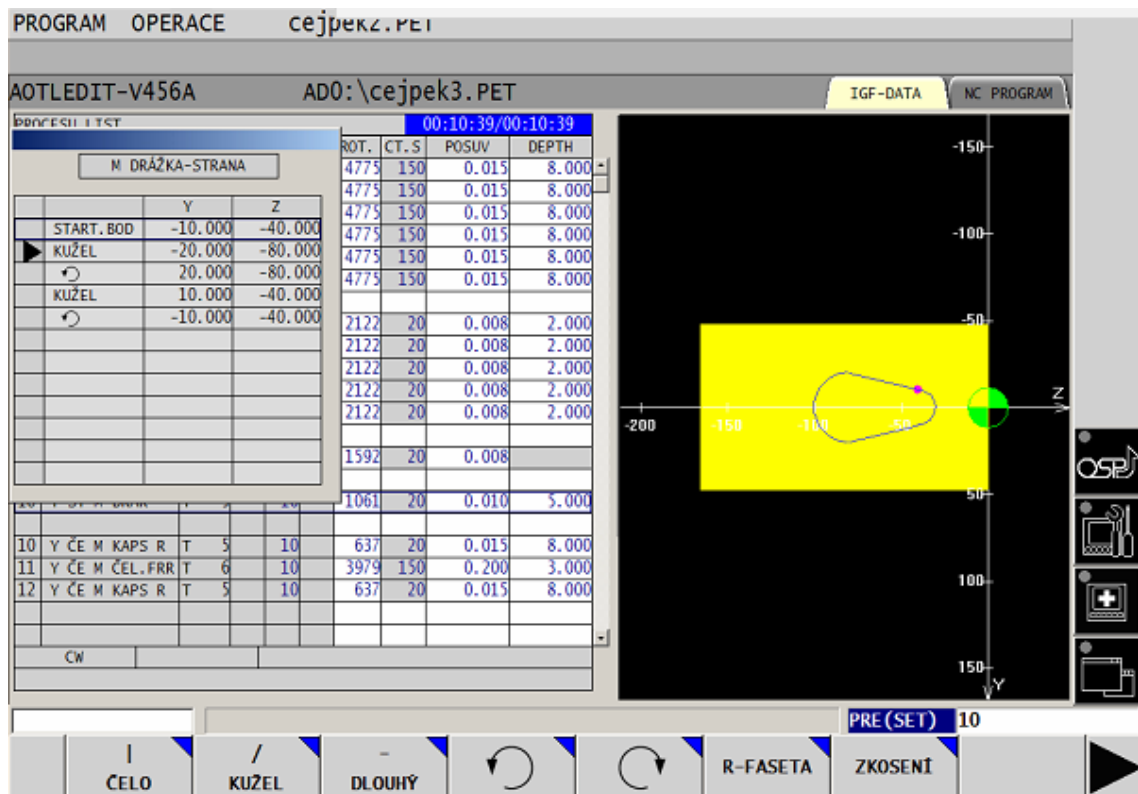 PROGRAM OPERACE cejpek2.PET
AOTLEDIT-V456A AD0:\cejpek3.PET IGF-DATA NC PROGRAM
PROCESU LIST 00:10:39/00:10:39
M DRÁŽKA-STRANA
Y Z
START.BOD -10.000 -40.000
KUŽEL -20.000 -80.000
20.000 -80.000
KUŽEL 10.000 -40.000
-10.000 -40.000
ROT. CT.S POSUV DEPTH
4775 150 0.015 8.000
4775 150 0.015 8.000
4775 150 0.015 8.000
4775 150 0.015 8.000
4775 150 0.015 8.000
4775 150 0.015 8.000
2122 20 0.008 2.000
2122 20 0.008 2.000
2122 20 0.008 2.000
2122 20 0.008 2.000
2122 20 0.008 2.000
1592 20 0.008
1061 20 0.010 5.000
10 Y ČE M KAPS R T 5 10 637 20 0.015 8.000
11 Y ČE M ČEL.FRR T 6 10 3979 150 0.200 3.000
12 Y ČE M KAPS R T 5 10 637 20 0.015 8.000
CW
-150
-100
-50
Z
-200 -150 -100 -50
50
100
150
Y
OSP
PRE(SET) 10
| / -
ČELO KUŽEL DLOUHÝ R-FASETA ZKOSENÍ